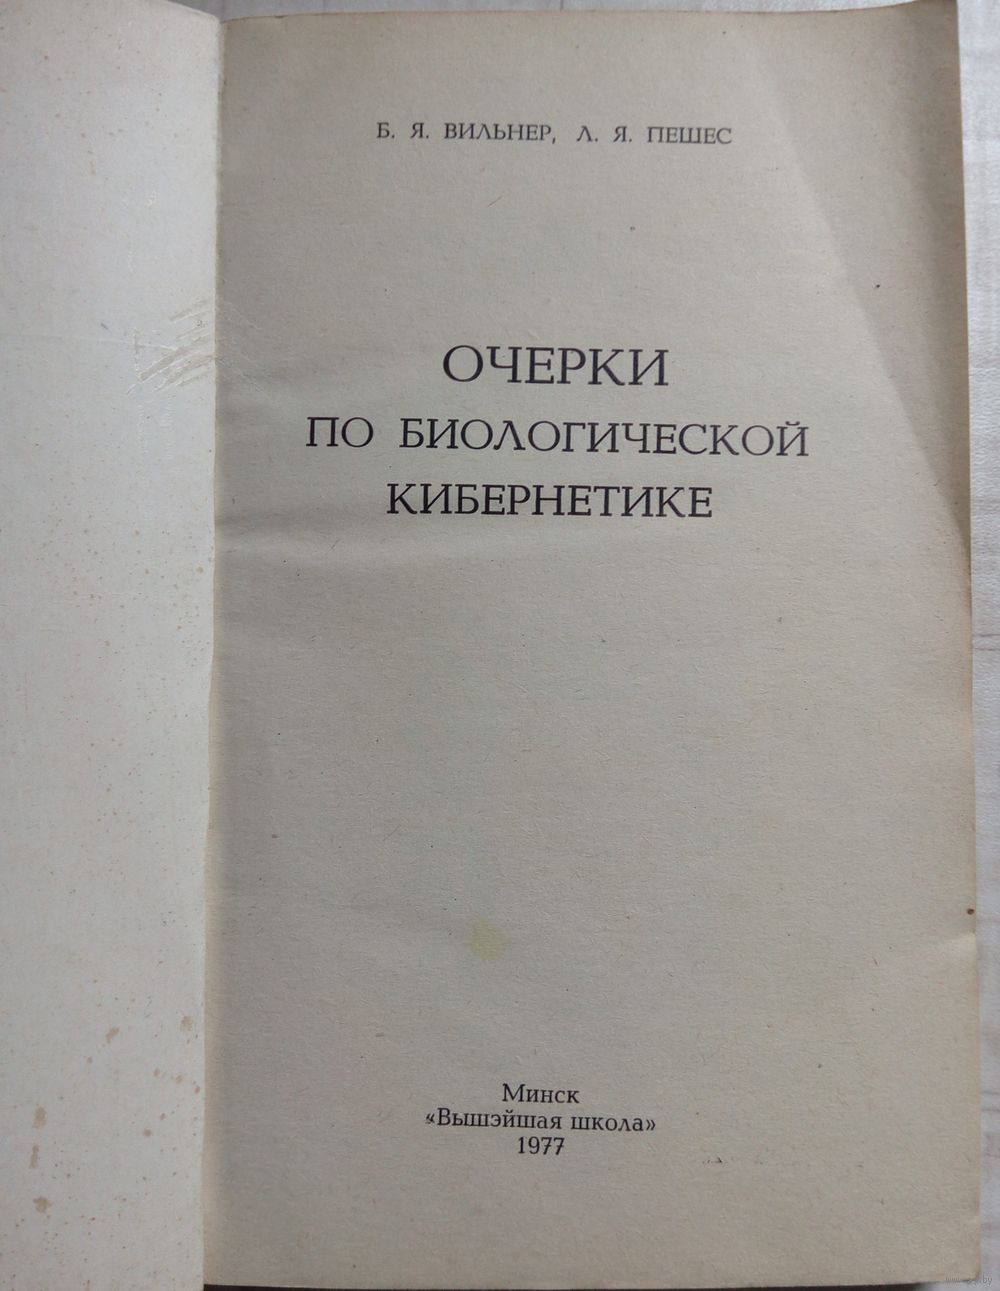 Б. Я. ВИЛЬНЕР, Л. Я. ПЕШЕС
ОЧЕРКИ
ПО БИОЛОГИЧЕСКОЙ
КИБЕРНЕТИКЕ
Минск
«Вышэйшая школа»
1977